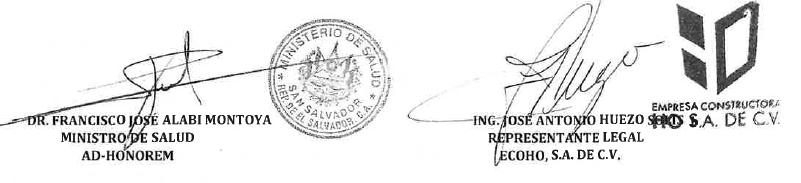 MINISTERIO DE SALUD
SAN SALVADOR
REP. DE EL SALVADOR, C.A.
DR. FRANCISCO JOSÉ ALABI MONTOYA
MINISTRO DE SALUD
AD-HONOREM
EMPRESA CONSTRUCTORA
HO S.A. DE C.V.
ING. JOSÉ ANTONIO HUEZO
REPRESENTANTE LEGAL
ECOHO, S.A. DE C.V.